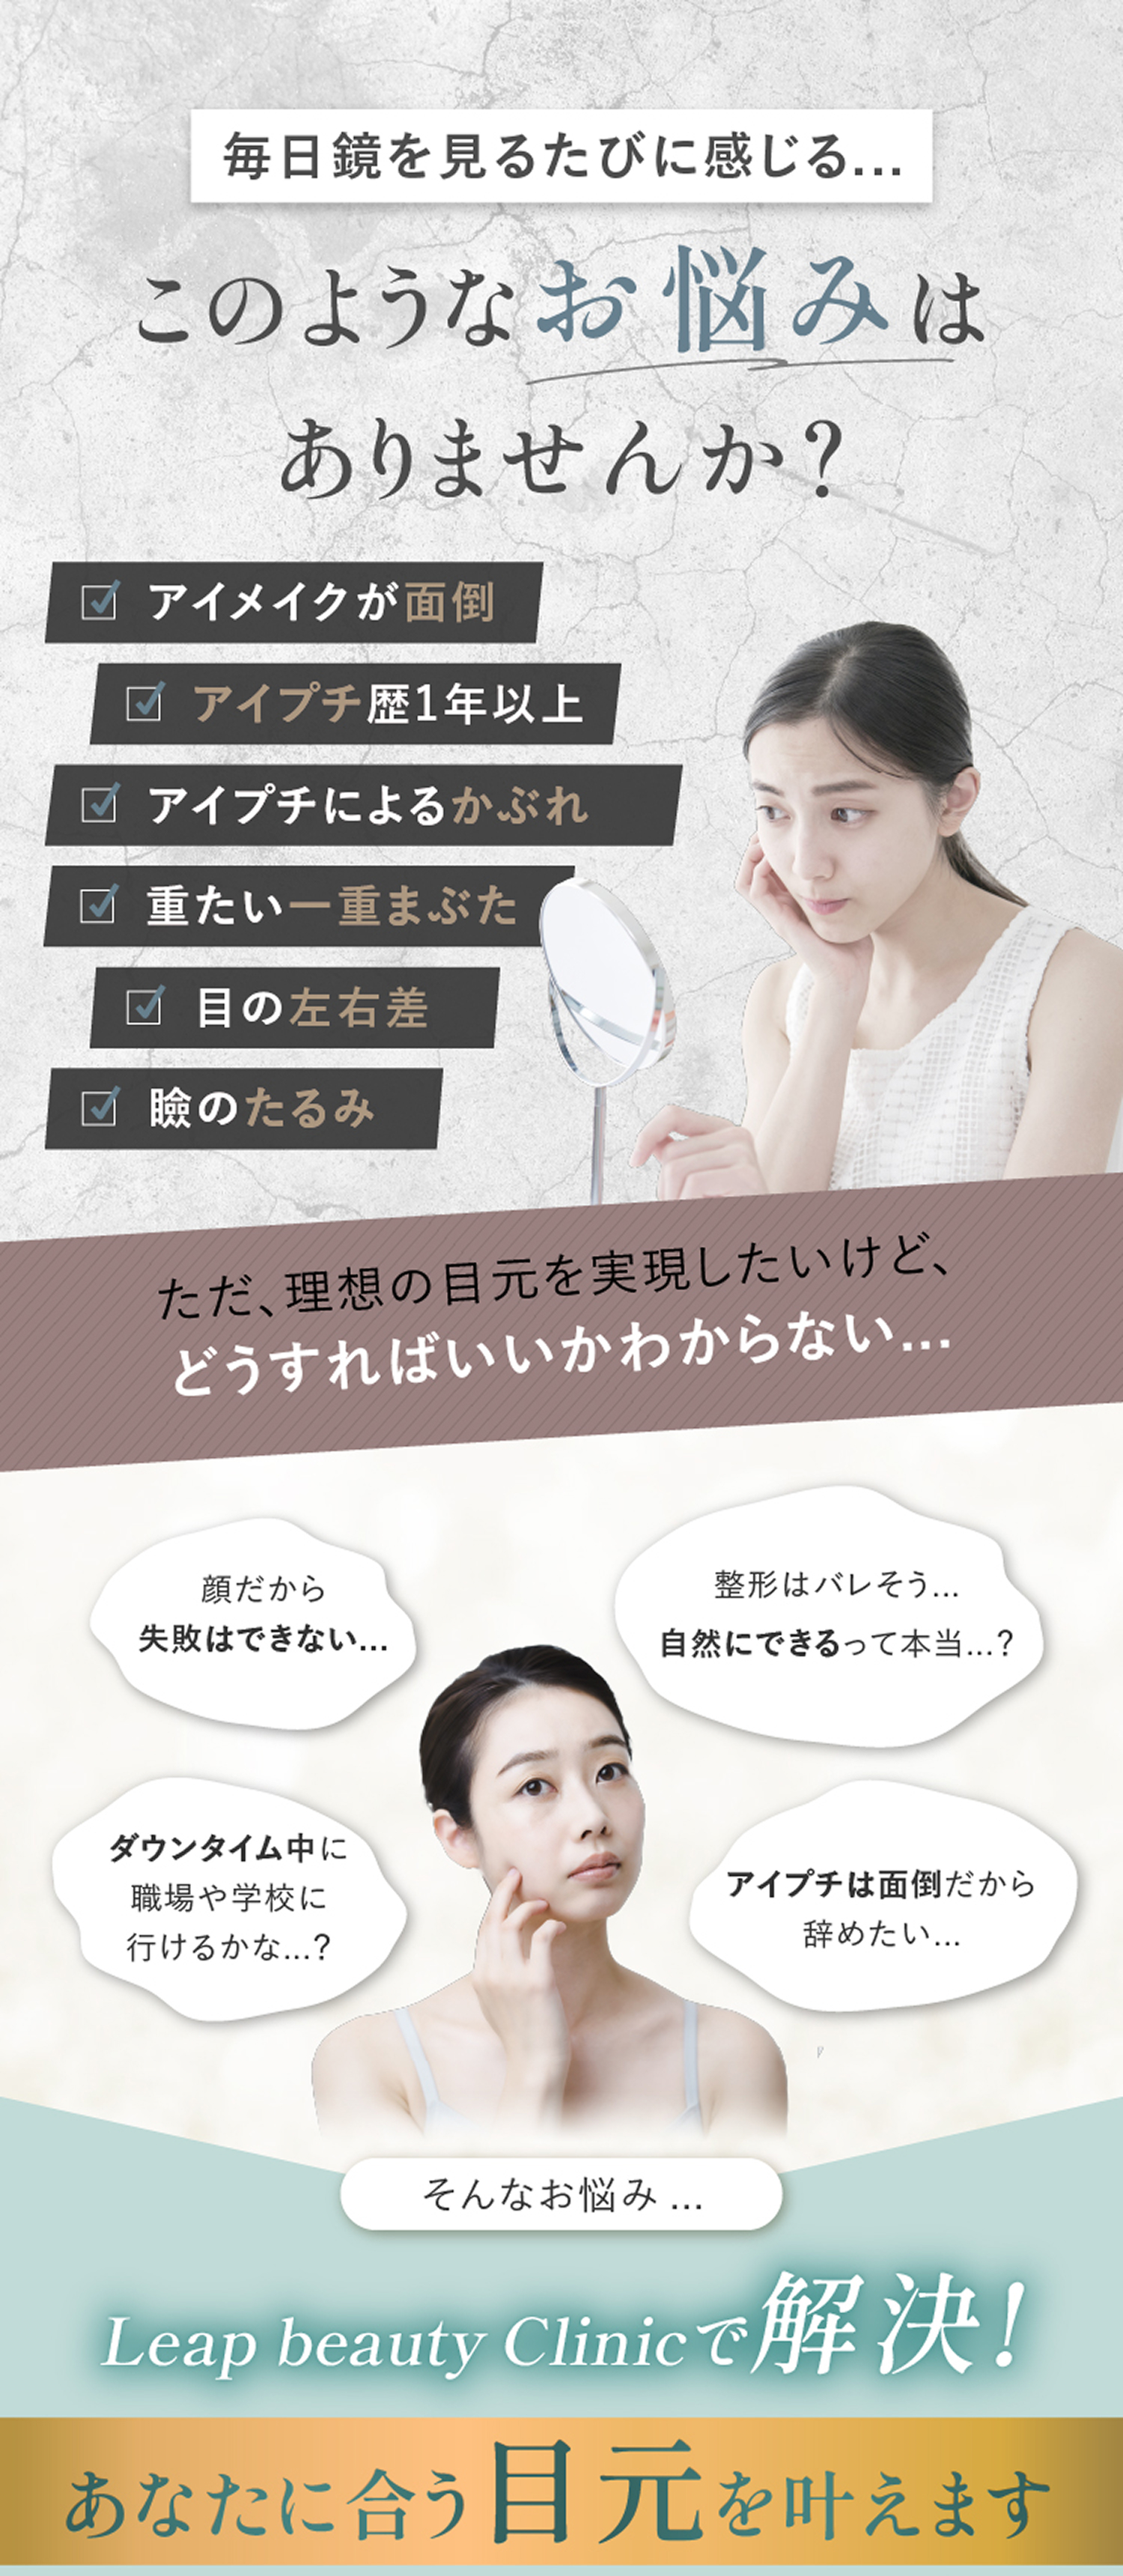 毎日鏡を見るたびに感じる...
このようなお悩みは
ありませんか？
アイメイクが面倒
アイプチ歴1年以上
アイプチによるかぶれ
重たい一重まぶた
目の左右差
瞼のたるみ
ただ、理想の目元を実現したいけど、
どうすればいいかわからない...
顔だから
失敗はできない...
整形はバレそう...
自然にできるって本当...？
ダウンタイム中に
職場や学校に
行けるかな...？
アイプチは面倒だから
辞めたい...
そんなお悩み ...
Leap beauty Clinicで解決！
あなたに合う目元を叶えます